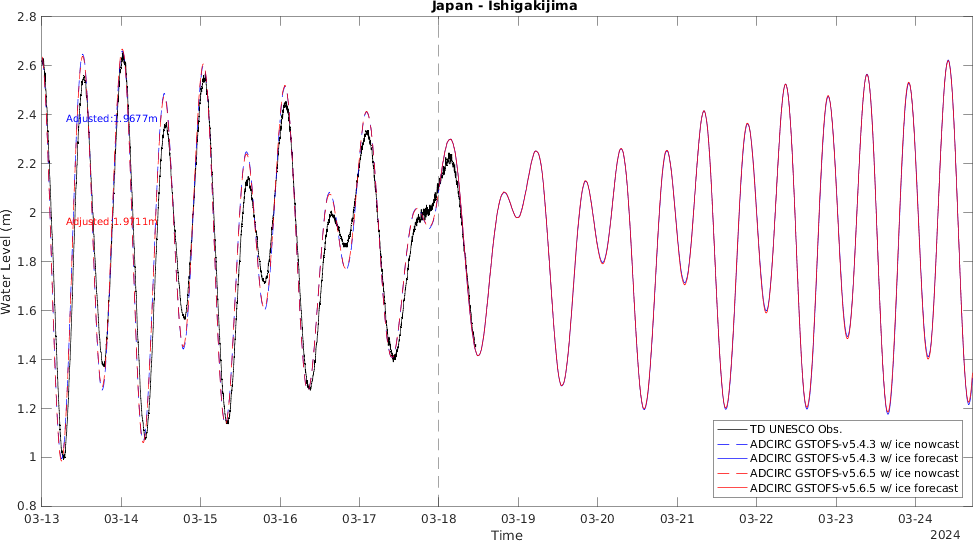 Japan - Ishigakijima
2.8
2.6
2.4
2.2
2
1.8
1.6
1.4
1.2
1
0.8
Water Level (m)
Adjusted:1.9677m
Adjusted:1.9711m
TD UNESCO Obs.
ADCIRC GSTOFS-v5.4.3 w/ ice nowcast
ADCIRC GSTOFS-v5.4.3 w/ ice forecast
ADCIRC GSTOFS-v5.6.5 w/ ice nowcast
ADCIRC GSTOFS-v5.6.5 w/ ice forecast
03-13 03-14 03-15 03-16 03-17 03-18 03-19 03-20 03-21 03-22 03-23 03-24
Time
2024